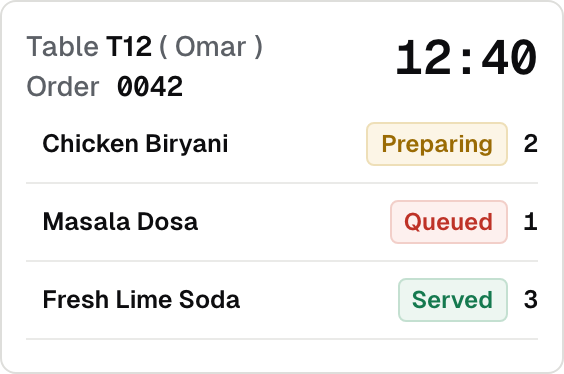 Table T12 ( Omar )
12:40
Order 0042
Chicken Biryani Preparing 2
Masala Dosa Queued 1
Fresh Lime Soda Served 3